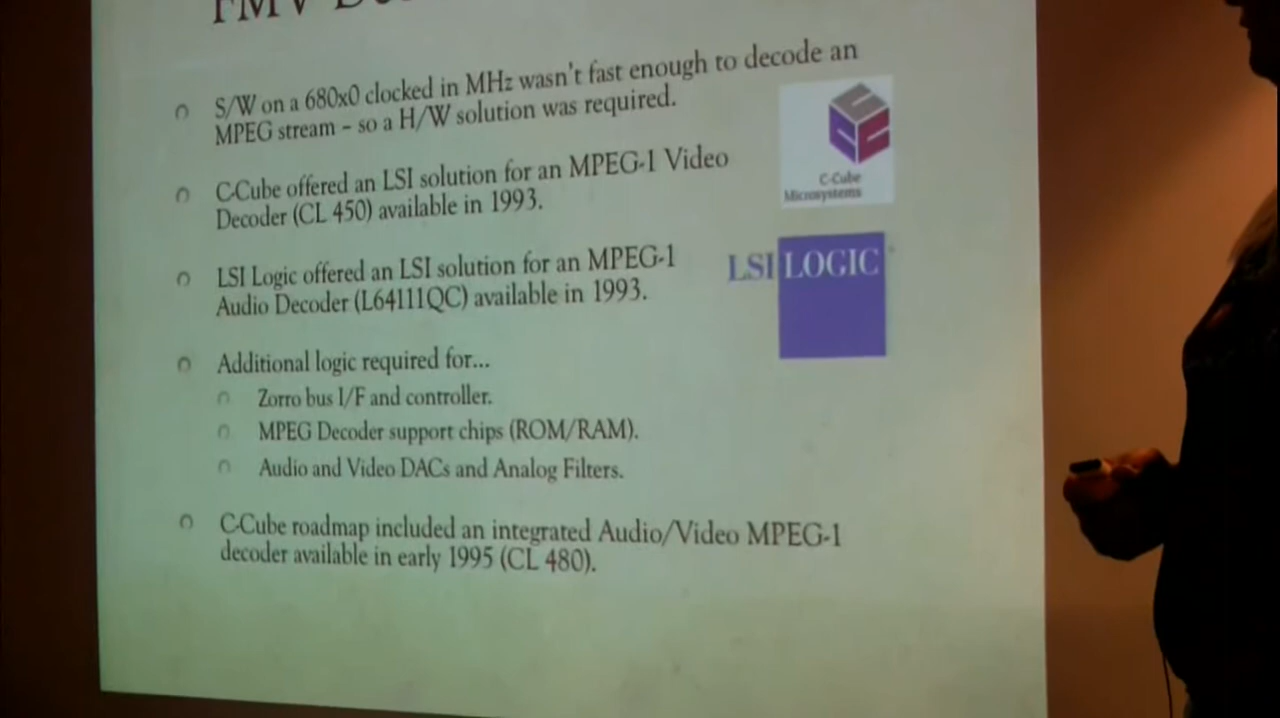 FMV
S/W on a 680x0 clocked in MHz wasn't fast enough to decode an
MPEG stream – so a H/W solution was required.
C-Cube
Microsystems
C-Cube offered an LSI solution for an MPEG-1 Video
Decoder (CL 450) available in 1993.
LSI LOGIC
LSI Logic offered an LSI solution for an MPEG-1
Audio Decoder (L64111QC) available in 1993.
Additional logic required for...
Zorro bus I/F and controller.
MPEG Decoder support chips (ROM/RAM).
Audio and Video DACs and Analog Filters.
C-Cube roadmap included an integrated Audio/Video MPEG-1
decoder available in early 1995 (CL 480).